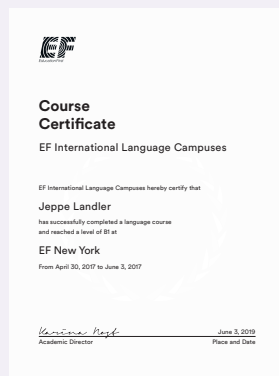 EF
Course
Certificate
EF International Language Campuses
EF International Language Campuses hereby certify that
Jeppe Landler
has successfully completed a language course
and reached a level of B1 at
EF New York
From April 30, 2017 to June 3, 2017
June 3, 2019
Academic Director
Place and Date